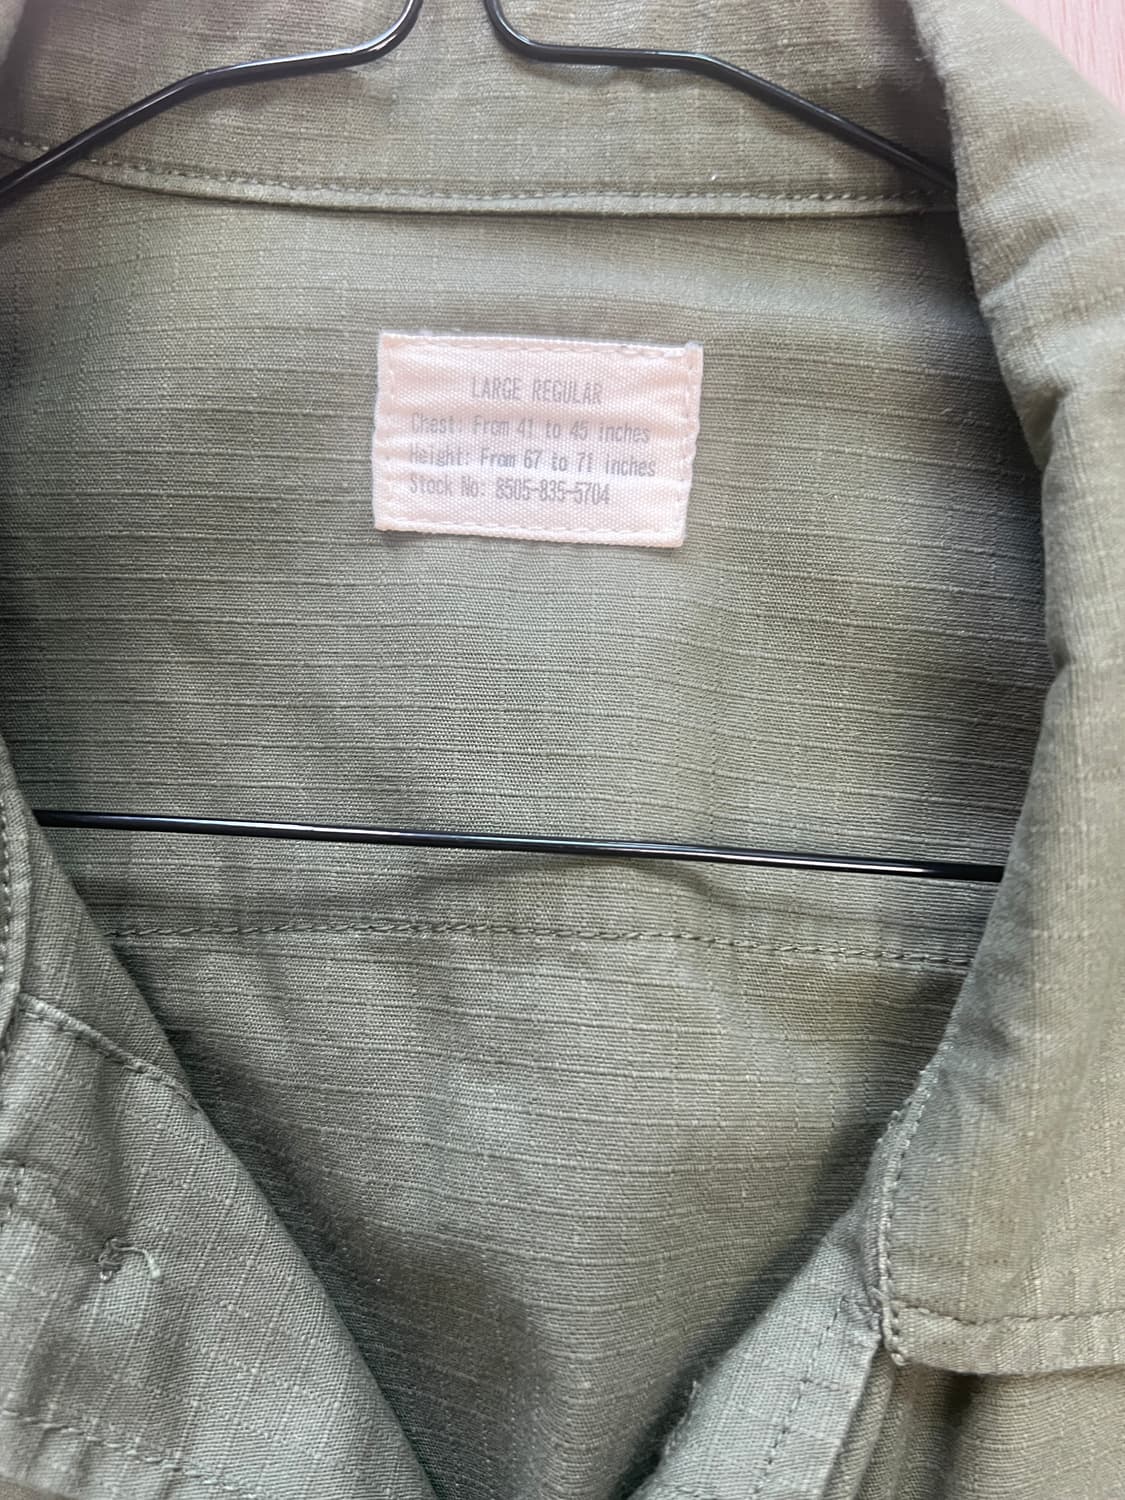 LARGE REGULAR
Chest: From 41 to 45 inches
Height: From 67 to 71 inches
Stock No: 8505-835-5704